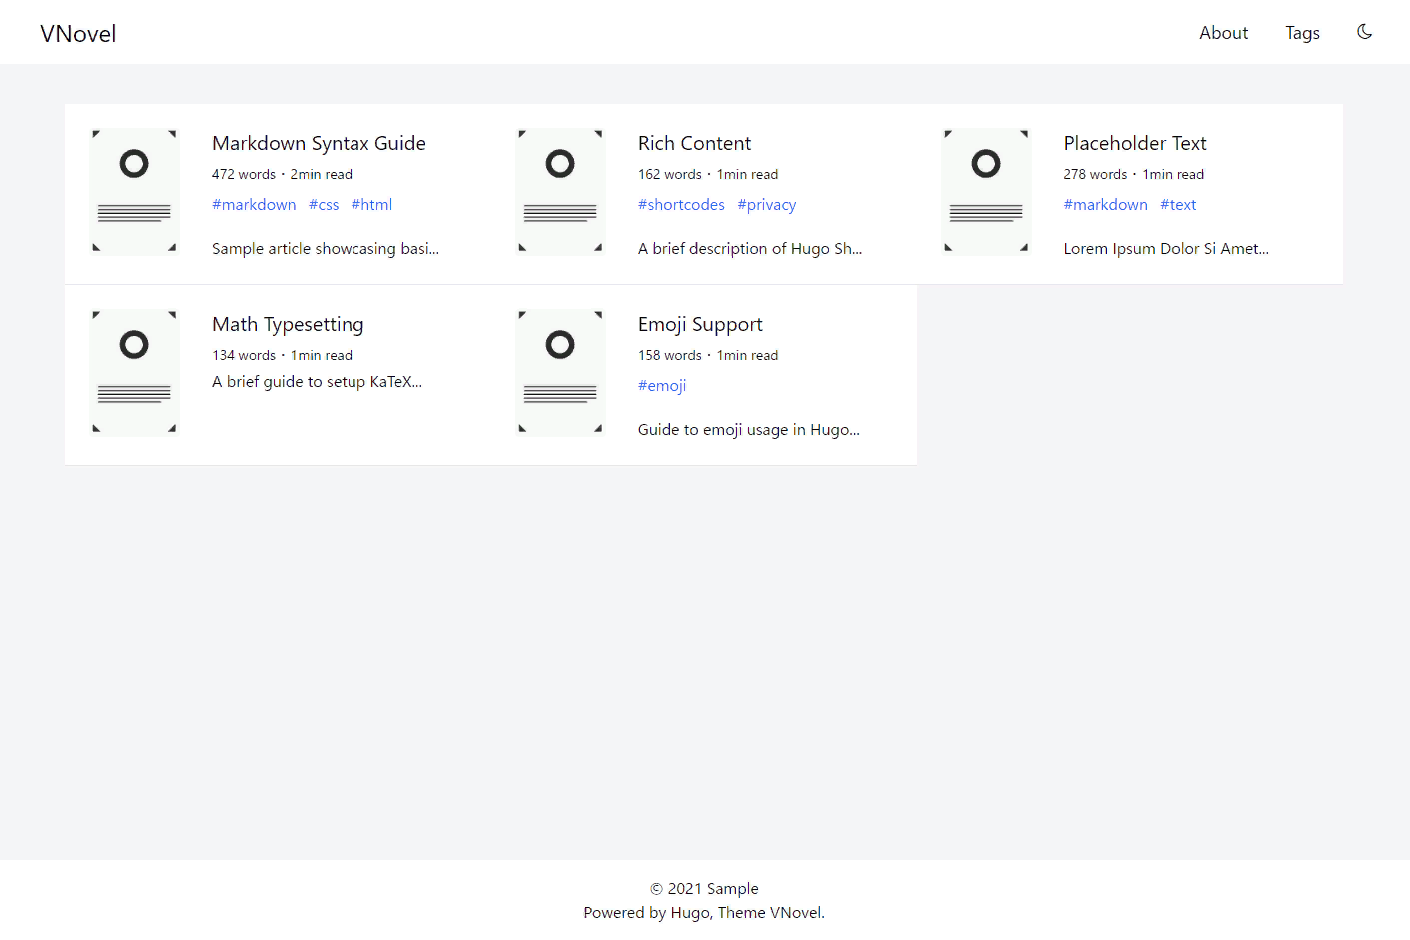 VNovel
About Tags
Markdown Syntax Guide
472 words · 2min read
#markdown #css #html
Sample article showcasing basi...
Rich Content
162 words · 1min read
#shortcodes #privacy
A brief description of Hugo Sh...
Placeholder Text
278 words · 1min read
#markdown #text
Lorem Ipsum Dolor Si Amet...
Math Typesetting
134 words · 1min read
A brief guide to setup KaTeX...
Emoji Support
158 words · 1min read
#emoji
Guide to emoji usage in Hugo...
© 2021 Sample
Powered by Hugo, Theme VNovel.